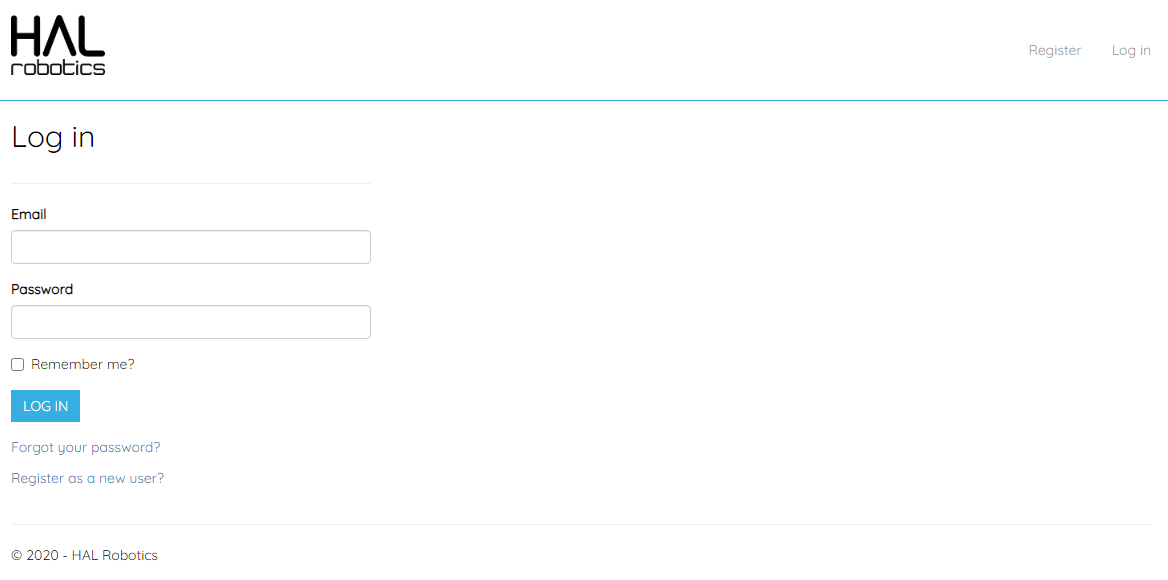 HAL
robotics
Register
Log in
Log in
Email
Password
Remember me?
LOG IN
Forgot your password?
Register as a new user?
© 2020 - HAL Robotics